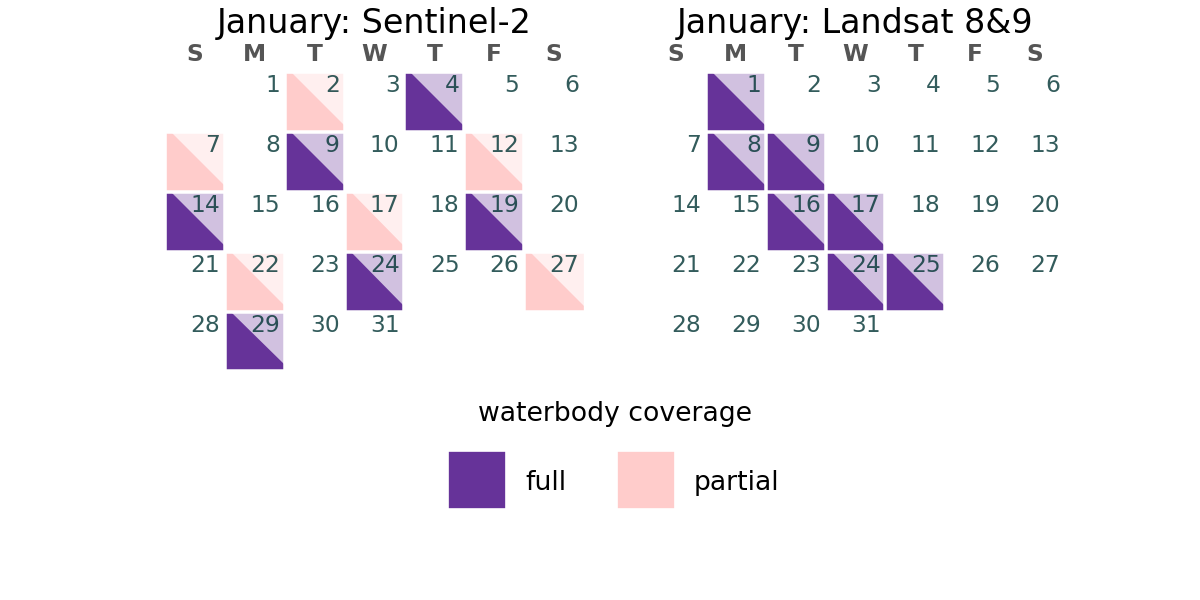 January: Sentinel-2
S M T W T F S
1 2 3 4 5 6
7 8 9 10 11 12 13
14 15 16 17 18 19 20
21 22 23 24 25 26 27
28 29 30 31
January: Landsat 8&9
S M T W T F S
1 2 3 4 5 6
7 8 9 10 11 12 13
14 15 16 17 18 19 20
21 22 23 24 25 26 27
28 29 30 31
waterbody coverage
full partial